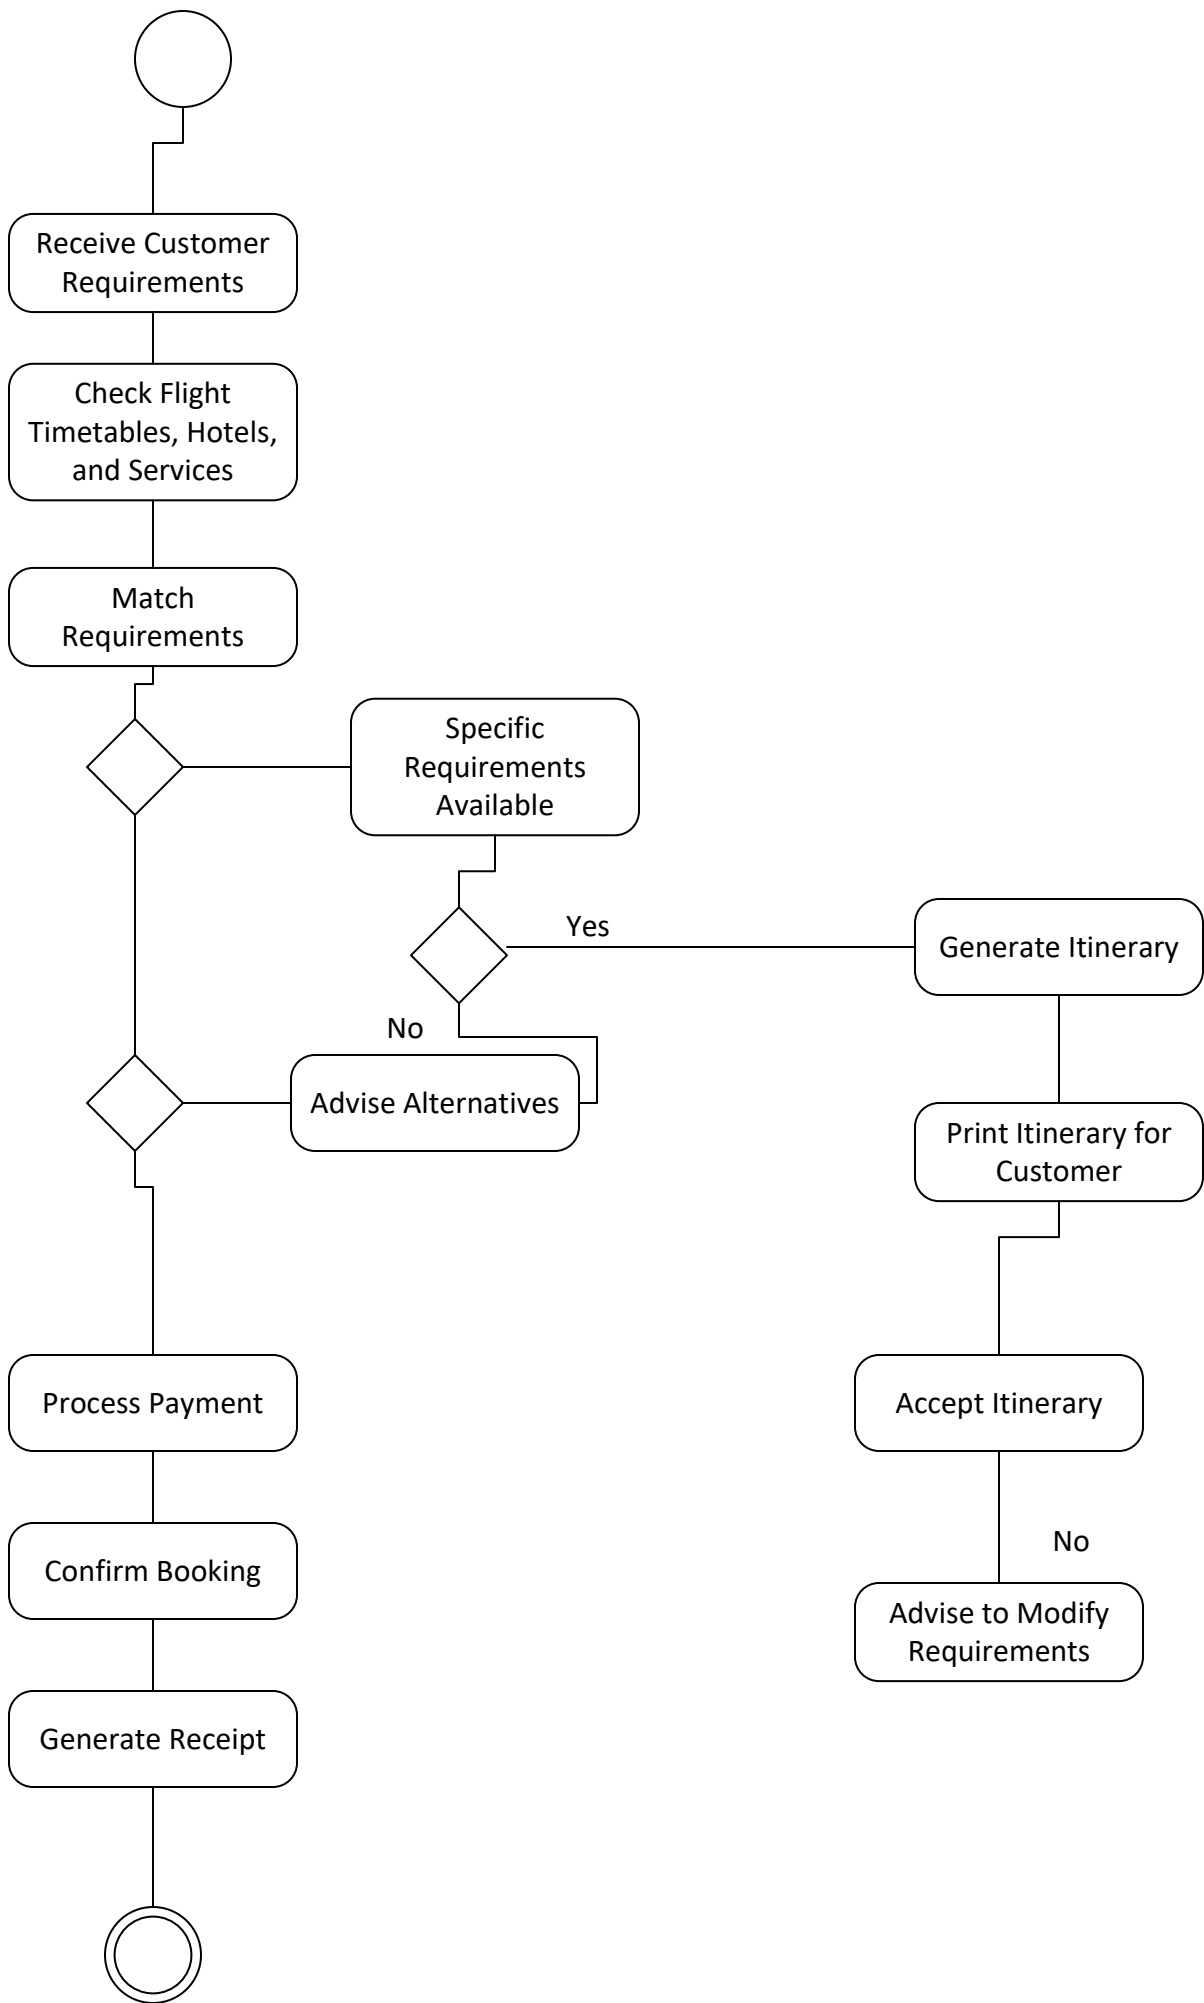 Receive Customer
Requirements
Check Flight
Timetables, Hotels,
and Services
Match
Requirements
Specific
Requirements
Available
Yes
Generate Itinerary
No
Advise Alternatives
Print Itinerary for
Customer
Process Payment
Accept Itinerary
No
Confirm Booking
Advise to Modify
Requirements
Generate Receipt